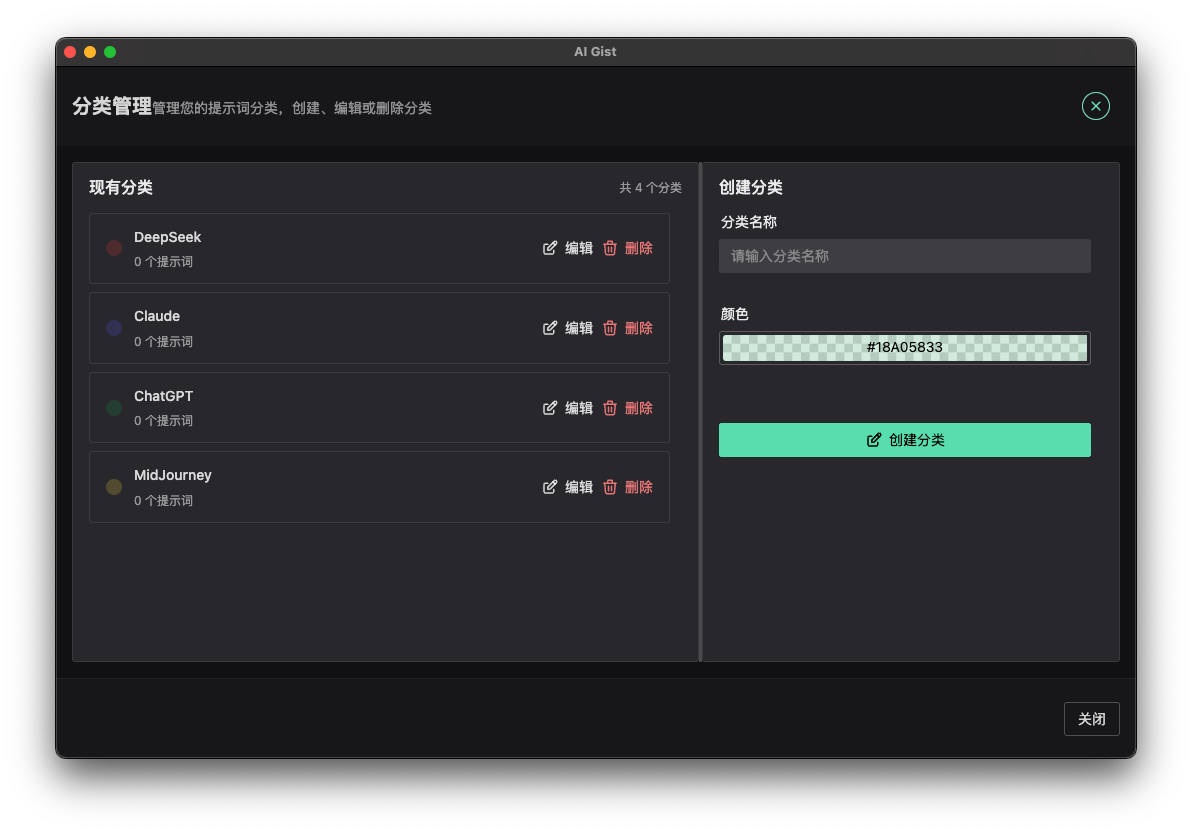 AI Gist
分类管理管理您的提示词分类，创建、编辑或删除分类
现有分类
共 4 个分类
DeepSeek
0 个提示词
编辑
删除
Claude
0 个提示词
编辑
删除
ChatGPT
0 个提示词
编辑
删除
MidJourney
0 个提示词
编辑
删除
创建分类
分类名称
请输入分类名称
颜色
#18A05833
创建分类
关闭